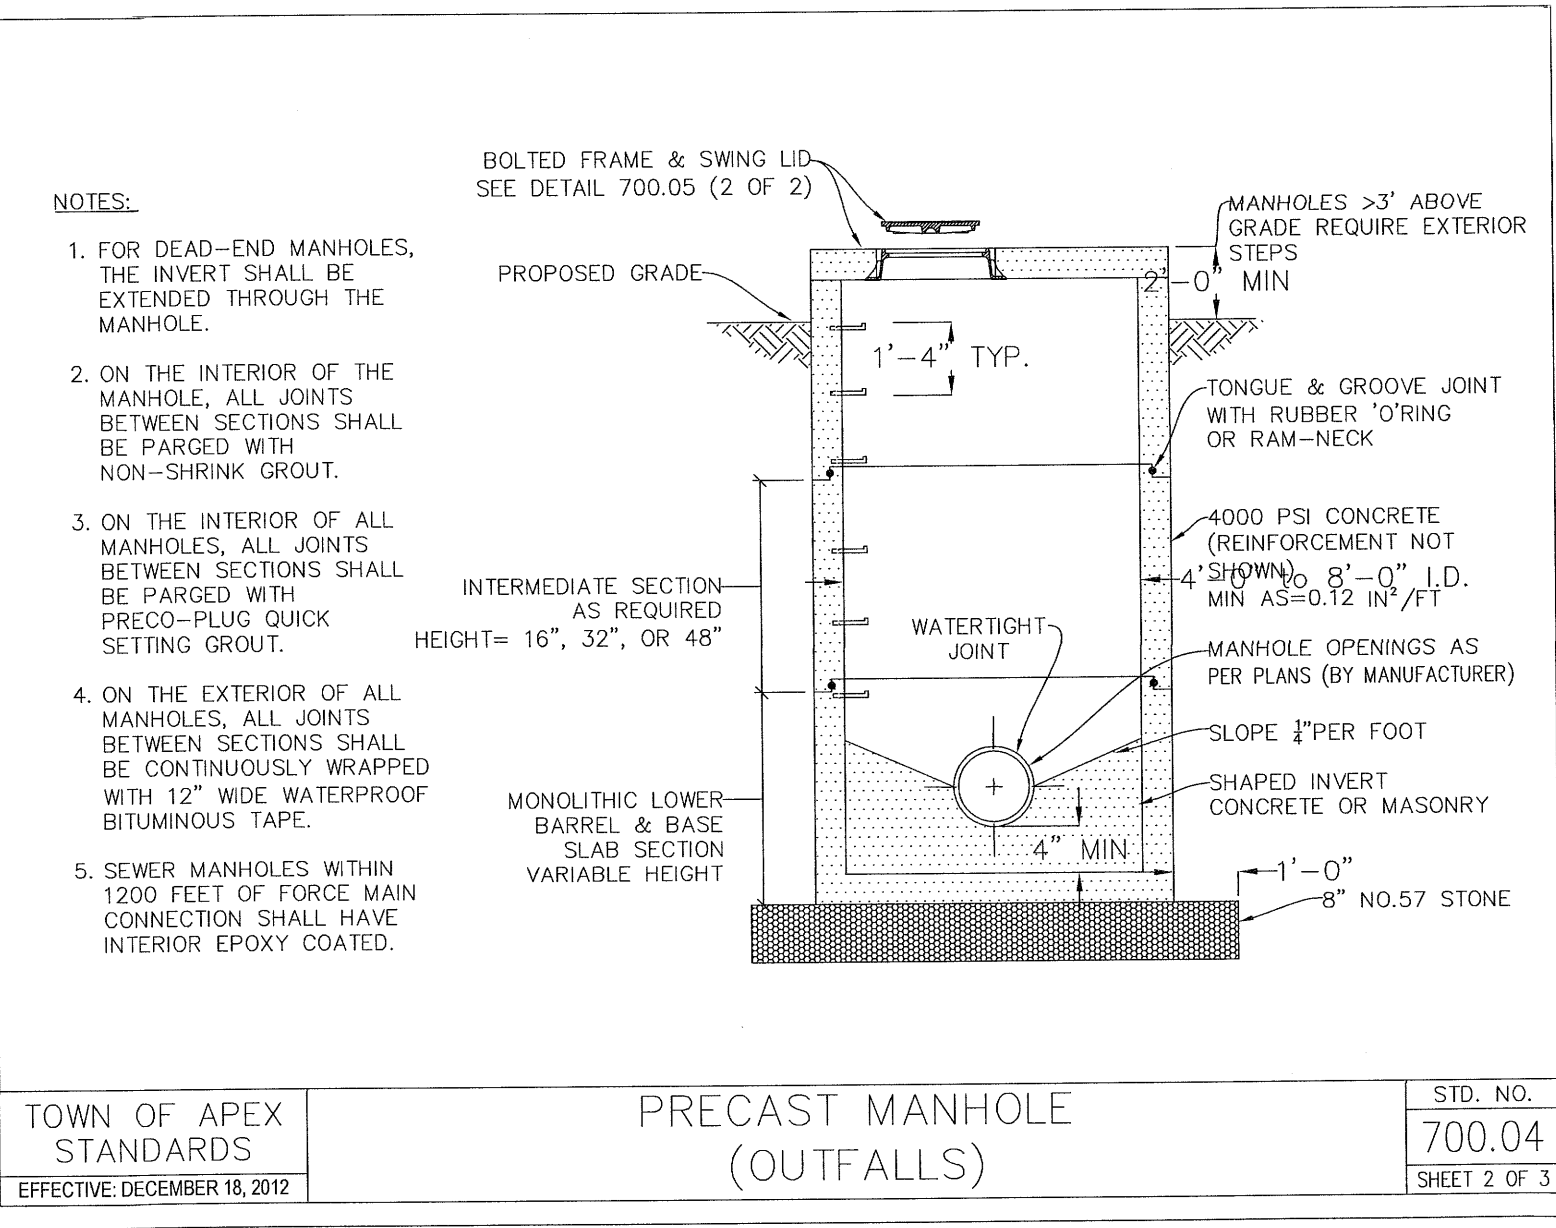 NOTES:
1. FOR DEAD-END MANHOLES,
THE INVERT SHALL BE
EXTENDED THROUGH THE
MANHOLE.
2. ON THE INTERIOR OF THE
MANHOLE, ALL JOINTS
BETWEEN SECTIONS SHALL
BE PARGED WITH
NON-SHRINK GROUT.
3. ON THE INTERIOR OF ALL
MANHOLES, ALL JOINTS
BETWEEN SECTIONS SHALL
BE PARGED WITH
PRECO-PLUG QUICK
SETTING GROUT.
4. ON THE EXTERIOR OF ALL
MANHOLES, ALL JOINTS
BETWEEN SECTIONS SHALL
BE CONTINUOUSLY WRAPPED
WITH 12" WIDE WATERPROOF
BITUMINOUS TAPE.
5. SEWER MANHOLES WITHIN
1200 FEET OF FORCE MAIN
CONNECTION SHALL HAVE
INTERIOR EPOXY COATED.
BOLTED FRAME & SWING LID
SEE DETAIL 700.05 (2 OF 2)
PROPOSED GRADE
INTERMEDIATE SECTION
AS REQUIRED
HEIGHT= 16", 32", OR 48"
MONOLITHIC LOWER
BARREL & BASE
SLAB SECTION
VARIABLE HEIGHT
1'-4" TYP.
WATERTIGHT
JOINT
4" MIN
MANHOLES >3' ABOVE
GRADE REQUIRE EXTERIOR
STEPS
2'-0" MIN
TONGUE & GROOVE JOINT
WITH RUBBER 'O'RING
OR RAM-NECK
4000 PSI CONCRETE
(REINFORCEMENT NOT
SHOWN)
4'-0" to 8'-0" I.D.
MIN AS=0.12 IN²/FT
MANHOLE OPENINGS AS
PER PLANS (BY MANUFACTURER)
SLOPE ¼"PER FOOT
SHAPED INVERT
CONCRETE OR MASONRY
1'-0"
8" NO.57 STONE
TOWN OF APEX
STANDARDS
EFFECTIVE: DECEMBER 18, 2012
PRECAST MANHOLE
(OUTFALLS)
STD. NO.
700.04
SHEET 2 OF 3